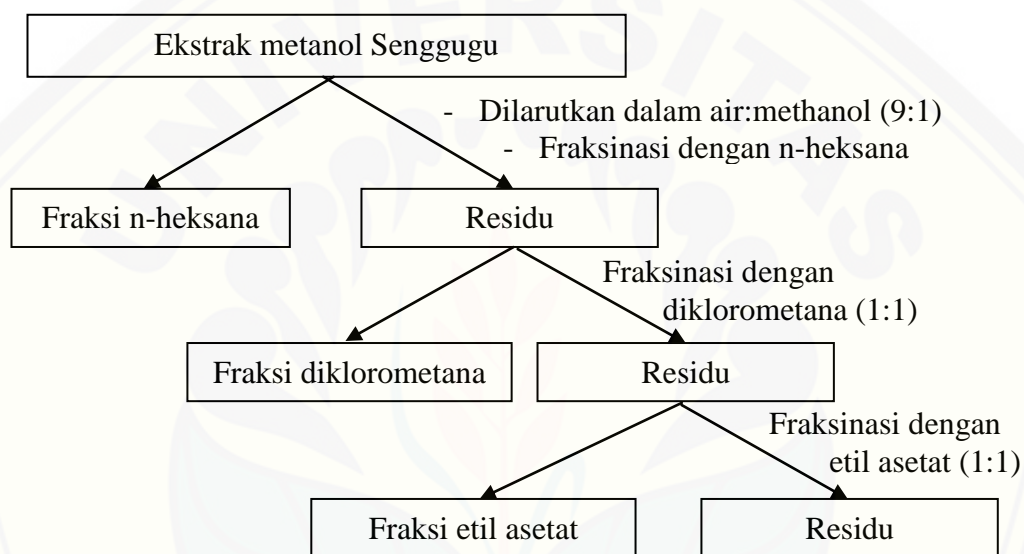 Ekstrak metanol Senggugu
- Dilarutkan dalam air:methanol (9:1)
- Fraksinasi dengan n-heksana
Fraksi n-heksana
Residu
Fraksinasi dengan
diklorometana (1:1)
Fraksi diklorometana
Residu
Fraksinasi dengan
etil asetat (1:1)
Fraksi etil asetat
Residu
UNIVERSITAS